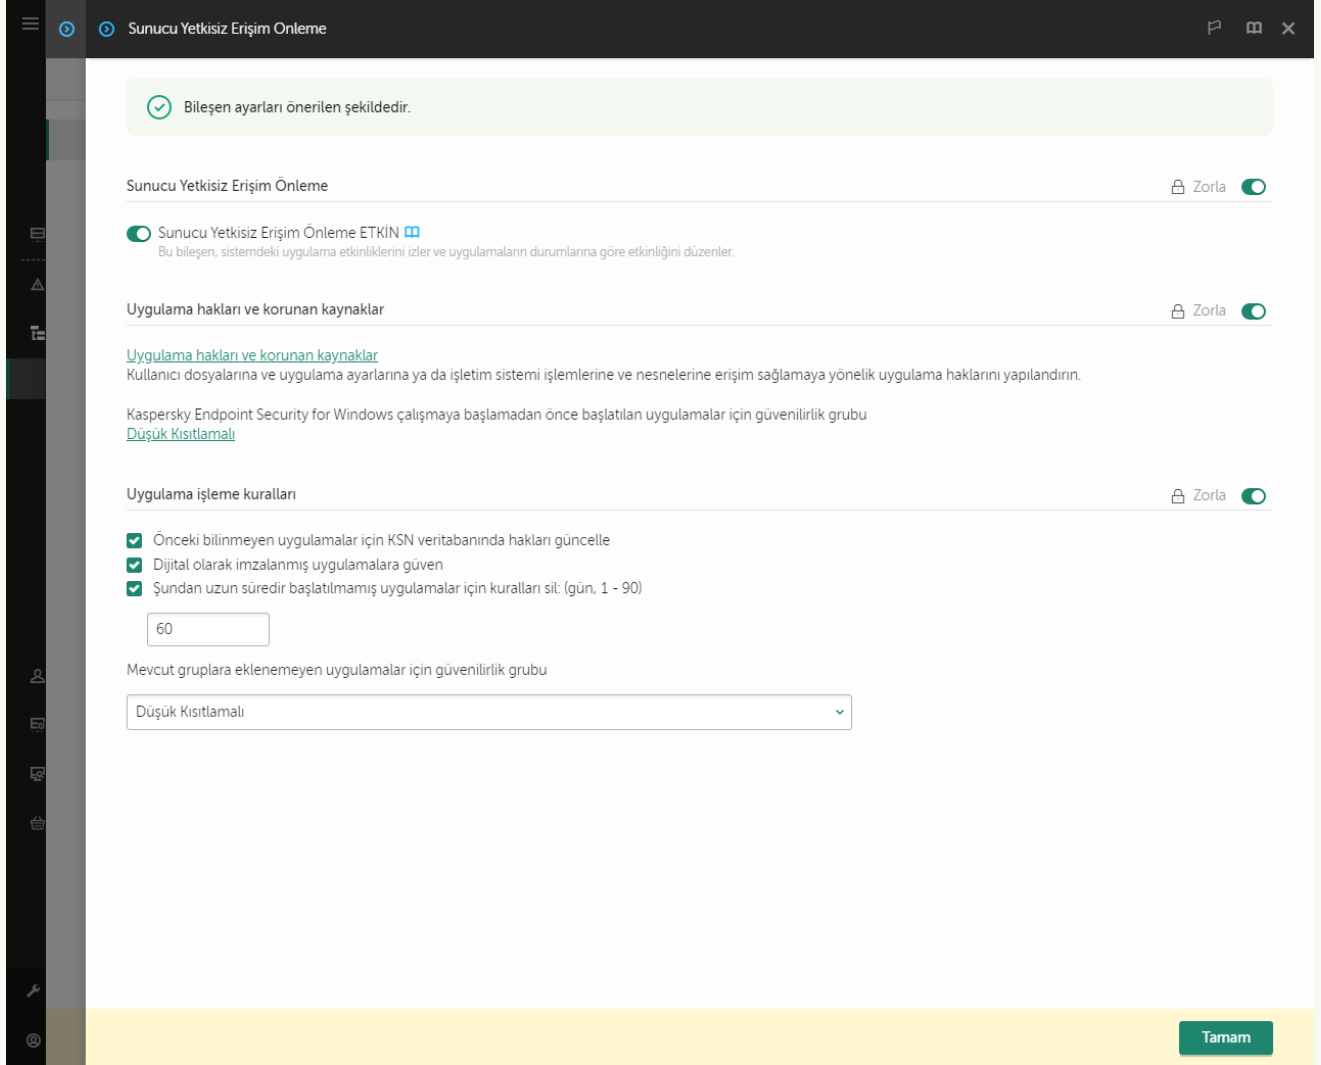 Sunucu Yetkisiz Erişim Önleme
Bileşen ayarları önerilen şekildedir.
Sunucu Yetkisiz Erişim Önleme
Zorla
Sunucu Yetkisiz Erişim Önleme ETKİN
Bu bileşen, sistemdeki uygulama etkinliklerini izler ve uygulamaların durumlarına göre etkinliğini düzenler.
Uygulama hakları ve korunan kaynaklar
Zorla
Uygulama hakları ve korunan kaynaklar
Kullanıcı dosyalarına ve uygulama ayarlarına ya da işletim sistemi işlemlerine ve nesnelerine erişim sağlamaya yönelik uygulama haklarını yapılandırın.
Kaspersky Endpoint Security for Windows çalışmaya başlamadan önce başlatılan uygulamalar için güvenilirlik grubu
Düşük Kısıtlamalı
Uygulama işleme kuralları
Zorla
Önceki bilinmeyen uygulamalar için KSN veritabanında hakları güncelle
Dijital olarak imzalanmış uygulamalara güven
Şundan uzun süredir başlatılmamış uygulamalar için kuralları sil: (gün, 1 - 90)
60
Mevcut gruplara eklenemeyen uygulamalar için güvenilirlik grubu
Düşük Kısıtlamalı
Tamam